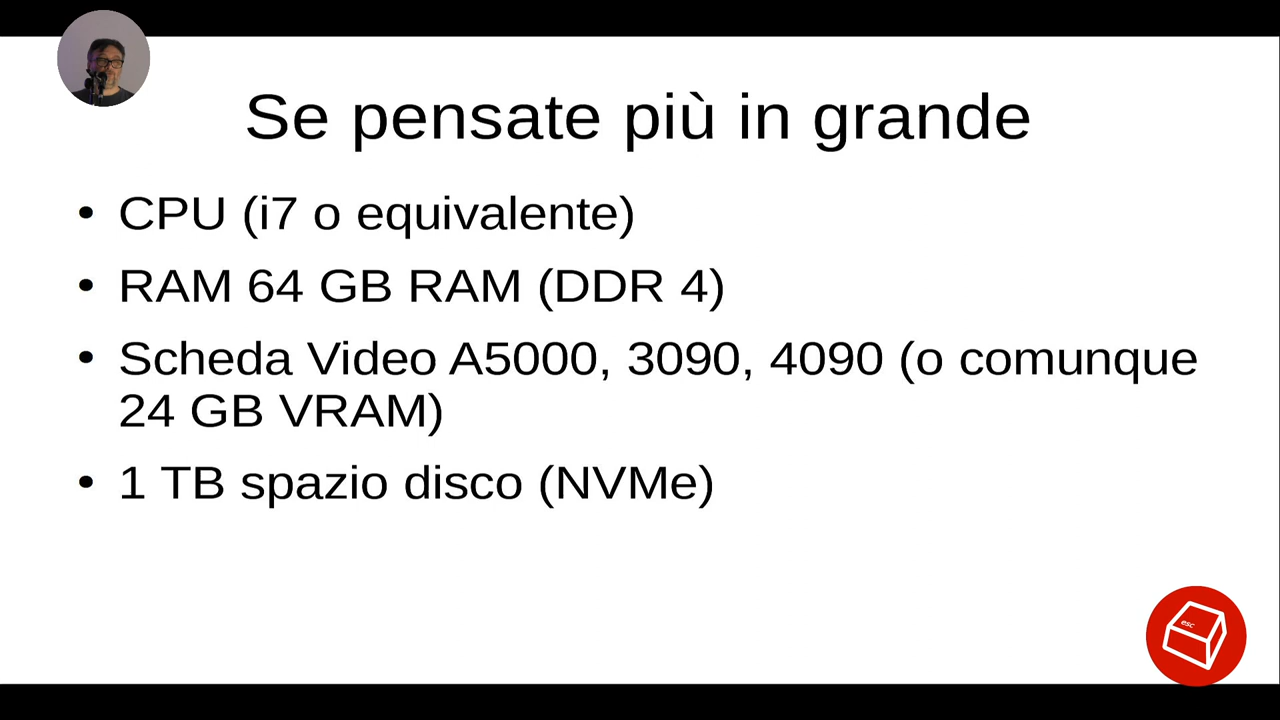 Se pensate più in grande
• CPU (i7 o equivalente)
• RAM 64 GB RAM (DDR 4)
• Scheda Video A5000, 3090, 4090 (o comunque
24 GB VRAM)
• 1 TB spazio disco (NVMe)
esc